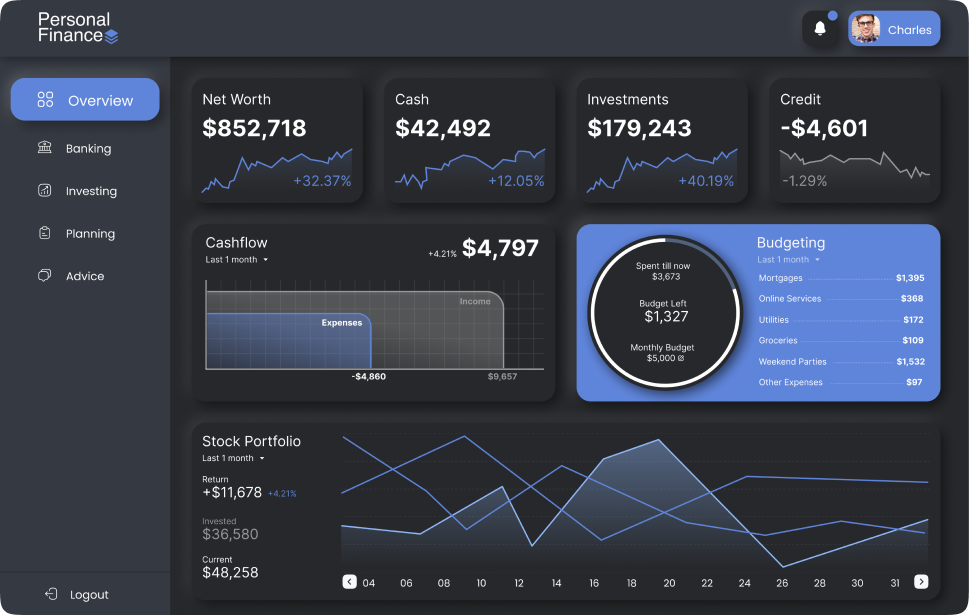 Personal
Finance
Charles
Overview
Banking
Investing
Planning
Advice
Logout
Net Worth
$852,718
+32.37%
Cash
$42,492
+12.05%
Investments
$179,243
+40.19%
Credit
-$4,601
-1.29%
Cashflow
Last 1 month
+4.21% $4,797
Income
Expenses
-$4,860
$9,657
Spent till now
$3,673
Budget Left
$1,327
Monthly Budget
$5,000
Budgeting
Last 1 month
Mortgages $1,395
Online Services $368
Utilities $172
Groceries $109
Weekend Parties $1,532
Other Expenses $97
Stock Portfolio
Last 1 month
Return
+$11,678 +4.21%
Invested
$36,580
Current
$48,258
04 06 08 10 12 14 16 18 20 22 24 26 28 30 31